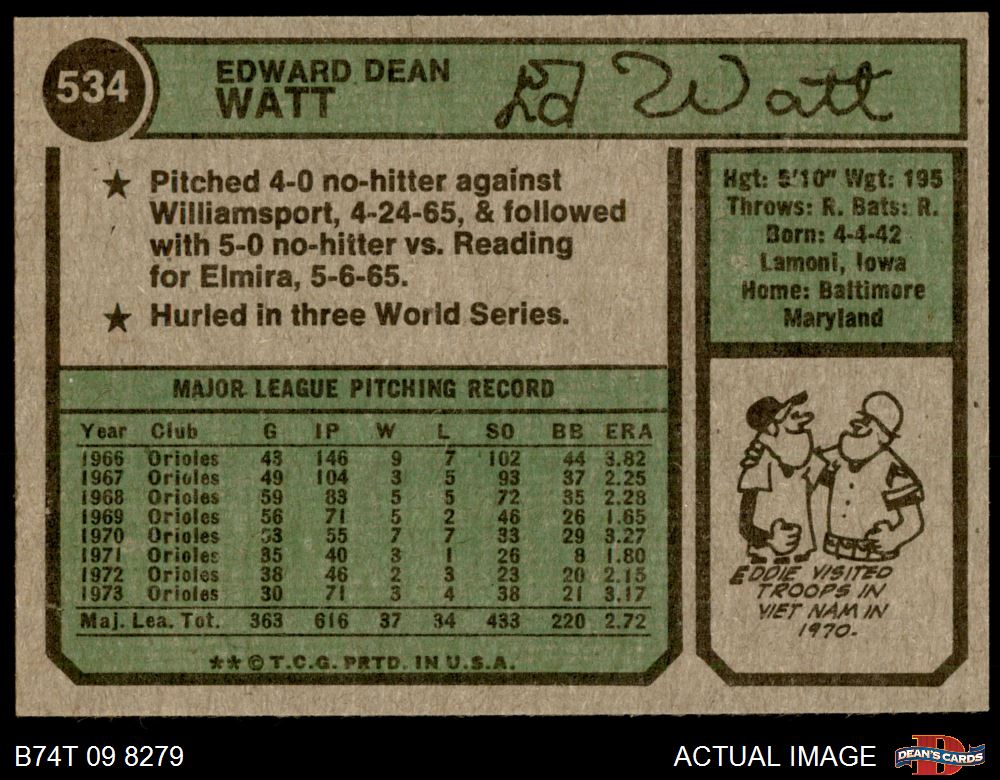 534
EDWARD DEAN
WATT
Ed Watt
★ Pitched 4-0 no-hitter against
Williamsport, 4-24-65, & followed
with 5-0 no-hitter vs. Reading
for Elmira, 5-6-65.
★ Hurled in three World Series.
Hgt: 5'10" Wgt: 195
Throws: R. Bats: R.
Born: 4-4-42
Lamoni, Iowa
Home: Baltimore
Maryland
MAJOR LEAGUE PITCHING RECORD
Year Club G IP W L SO BB ERA
1966 Orioles 43 146 9 7 102 44 3.82
1967 Orioles 49 104 3 5 93 37 2.25
1968 Orioles 59 83 5 5 72 35 2.28
1969 Orioles 56 71 5 2 46 26 1.65
1970 Orioles 53 55 7 7 33 29 3.27
1971 Orioles 35 40 3 1 26 8 1.80
1972 Orioles 38 46 2 3 23 20 2.15
1973 Orioles 30 71 3 4 38 21 3.17
Maj. Lea. Tot. 363 616 37 34 433 220 2.72
★★ © T.C.G. PRTD. IN U.S.A.
EDDIE VISITED
TROOPS IN
VIET NAM IN
1970.
B74T 09 8279
ACTUAL IMAGE
DEAN'S CARDS